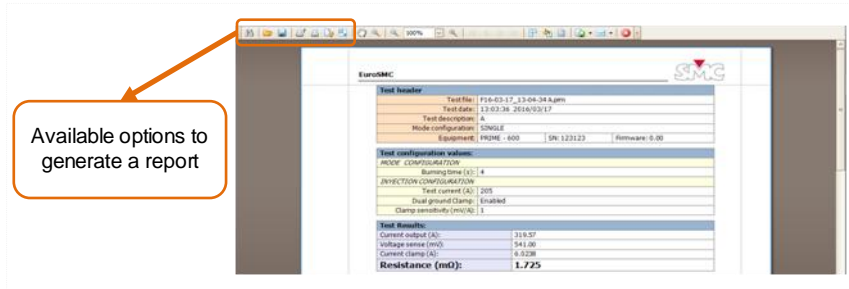 100%
EuroSMC SMC
Test header
Test file: F16-03-17_13-04-34 A.pm
Test date: 13:03:36 2016/03/17
Test description: A
Mode configuration: SINGLE
Equipment: PRIME - 600 SN: 123123 Firmware: 0.00
Available options to
generate a report
Test configuration values:
MODE CONFIGURATION
Burning time (s): 4
INYECTION CONFIGURATION
Test current (A): 205
Dual ground Clamp: Enabled
Clamp sensitivity (mV/A): 1
Test Results:
Current output (A): 319.57
Voltage sense (mV): 541.00
Current clamp (A): 6.0238
Resistance (mΩ): 1.725